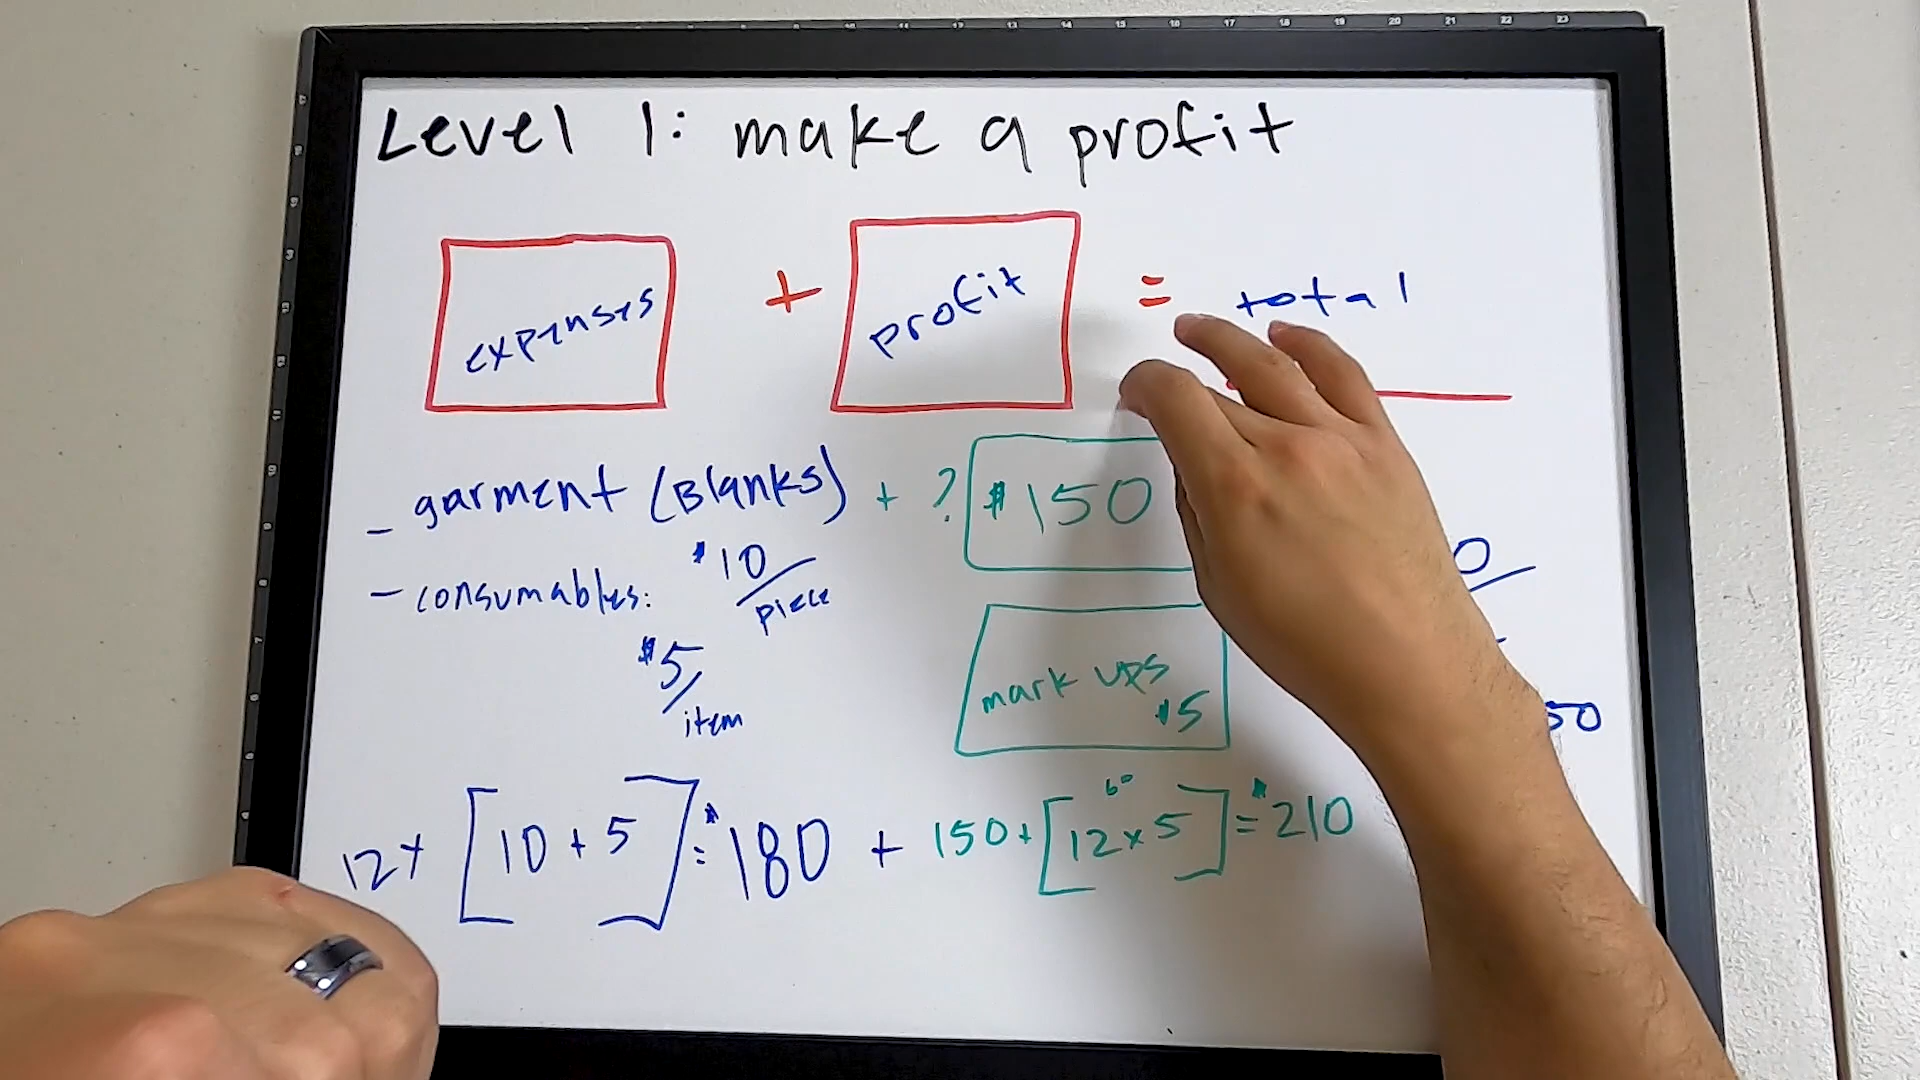 Level 1: make a profit
expenses + profit = total
- garment (Blanks) + ? $150
$10/piece
- consumables:
$5/item
mark ups $5
60
12x [10 + 5] = $180 + 150 + [12 x 5] = $210